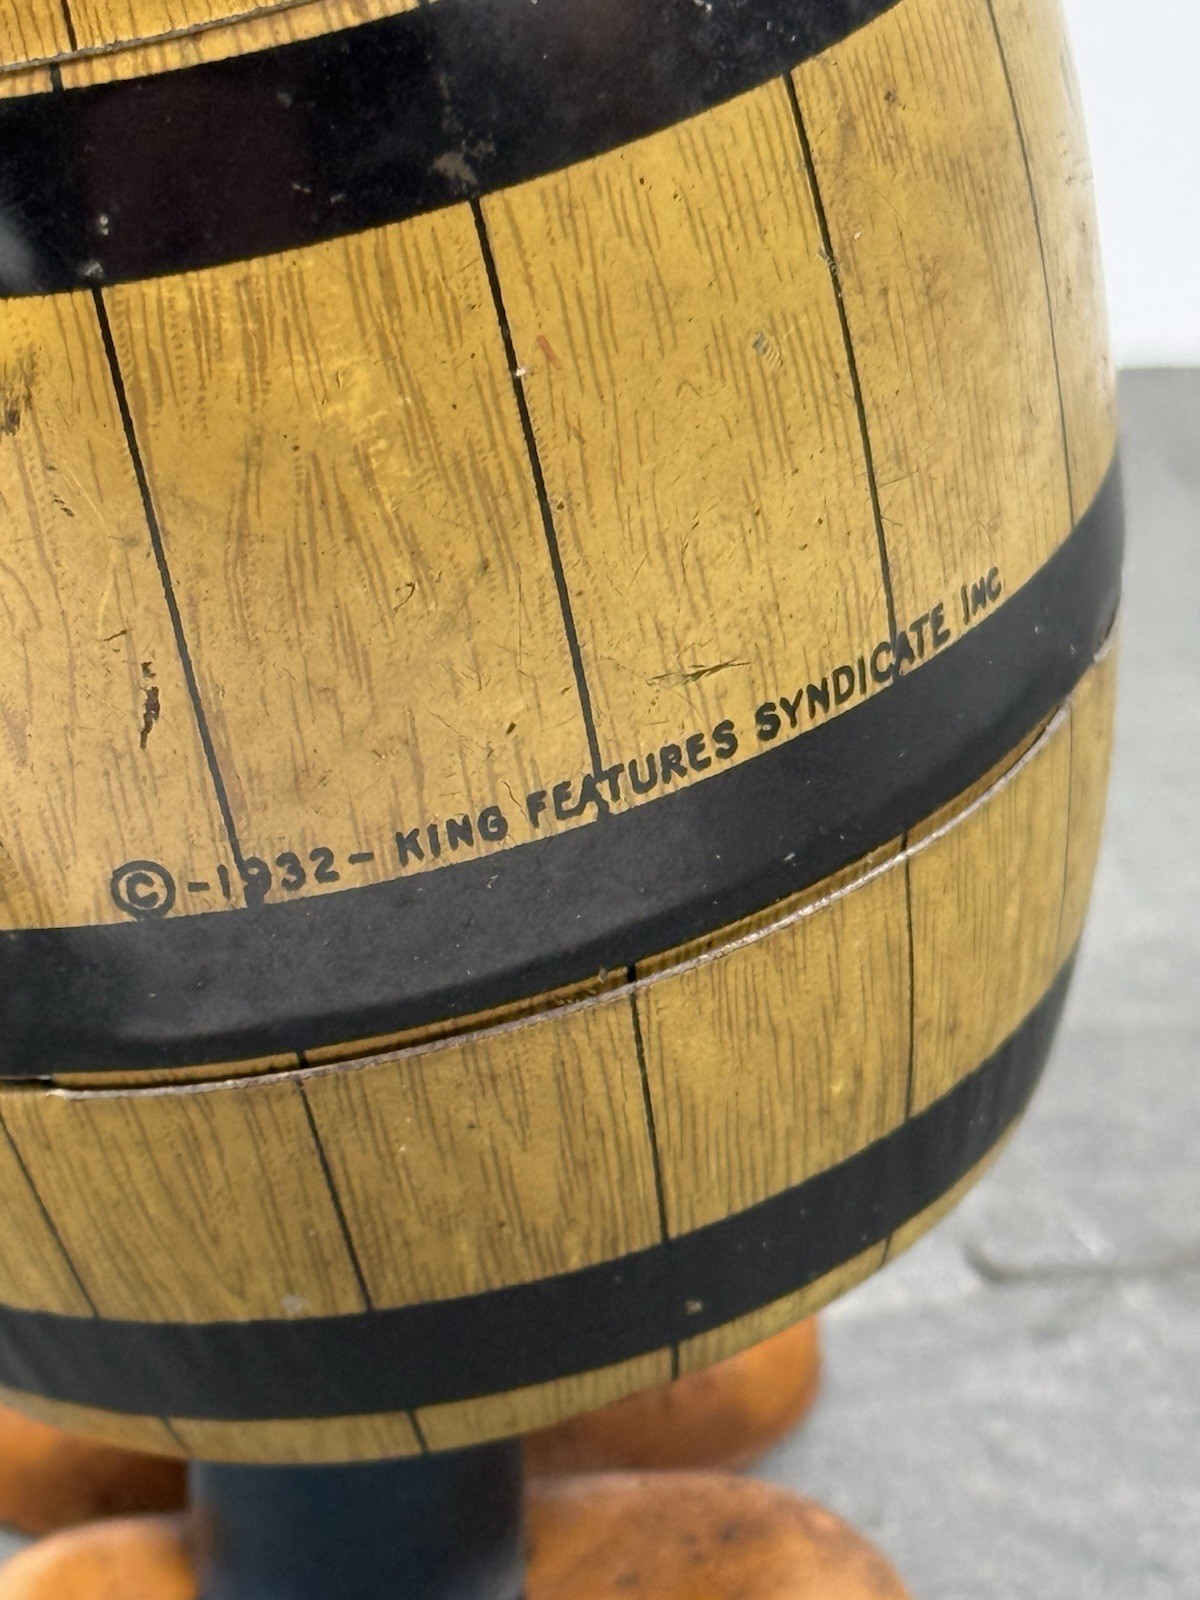 ©-1932- KING FEATURES SYNDICATE INC